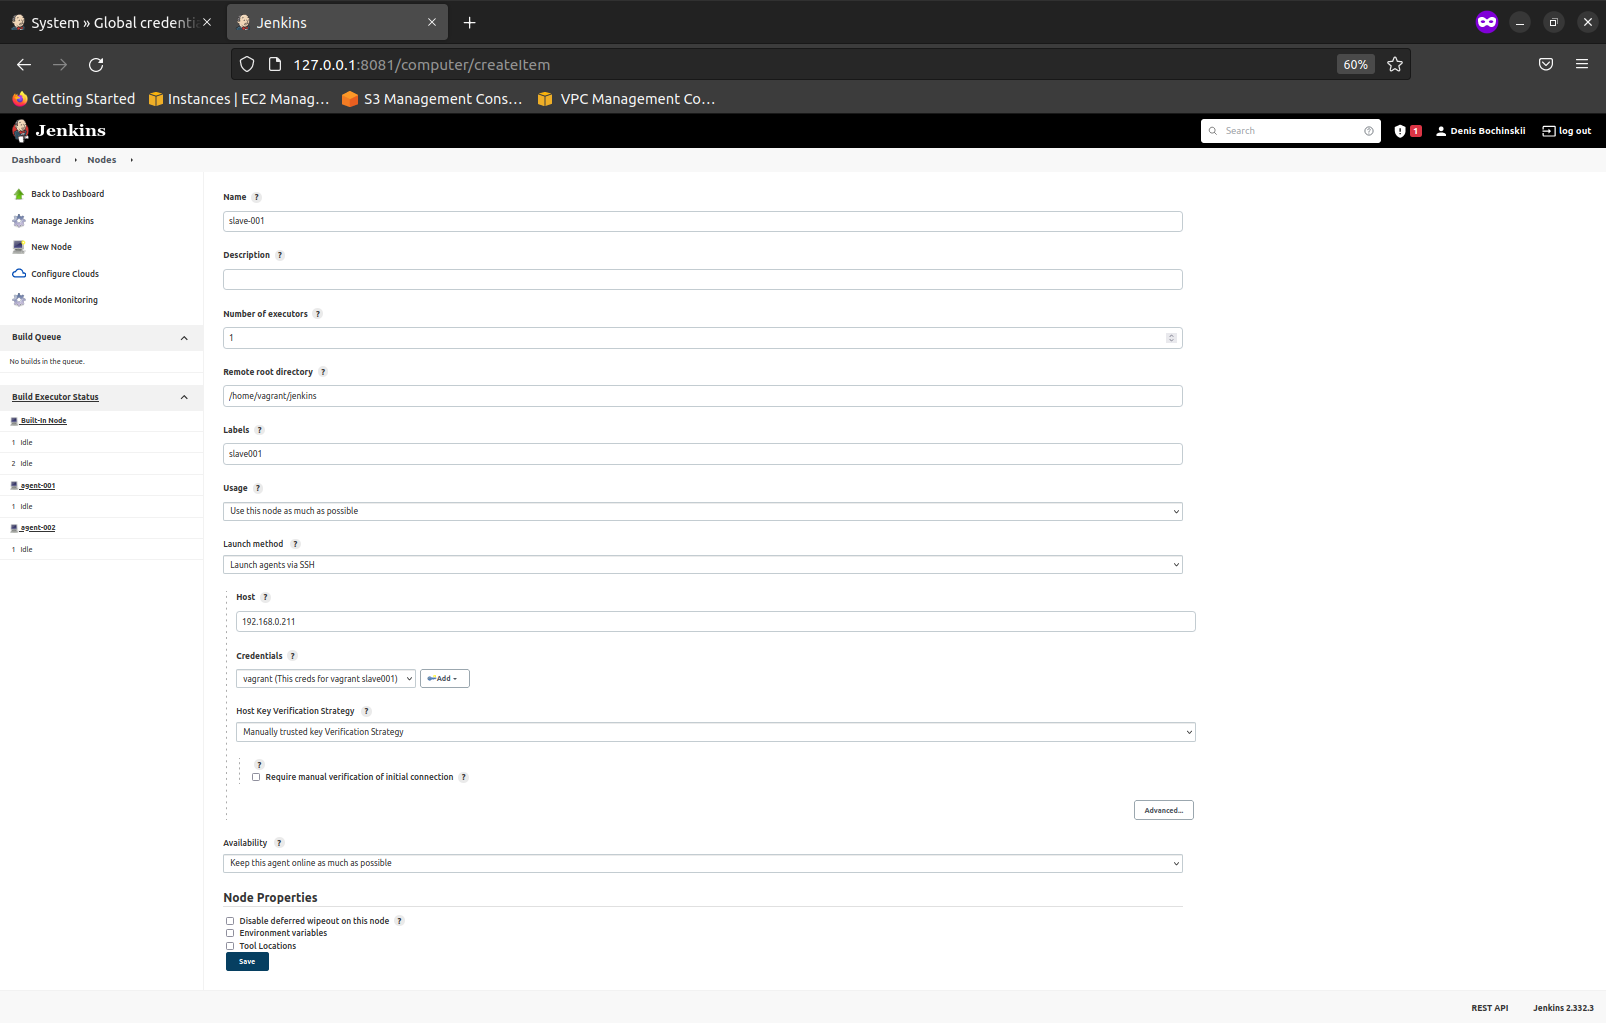 System » Global credenti
Jenkins
127.0.0.1:8081/computer/createItem
60%
Getting Started
Instances | EC2 Manag...
S3 Management Cons...
VPC Management Co...
Jenkins
Search
1
Denis Bochinskii
log out
Dashboard
Nodes
Back to Dashboard
Manage Jenkins
New Node
Configure Clouds
Node Monitoring
Build Queue
No builds in the queue.
Build Executor Status
Built-In Node
1 Idle
2 Idle
agent-001
1 Idle
agent-002
1 Idle
Name ?
slave-001
Description ?
Number of executors ?
1
Remote root directory ?
/home/vagrant/jenkins
Labels ?
slave001
Usage ?
Use this node as much as possible
Launch method ?
Launch agents via SSH
Host ?
192.168.0.211
Credentials ?
vagrant (This creds for vagrant slave001)
Add
Host Key Verification Strategy ?
Manually trusted key Verification Strategy
?
Require manual verification of initial connection ?
Advanced...
Availability ?
Keep this agent online as much as possible
Node Properties
Disable deferred wipeout on this node ?
Environment variables
Tool Locations
Save
REST API
Jenkins 2.332.3